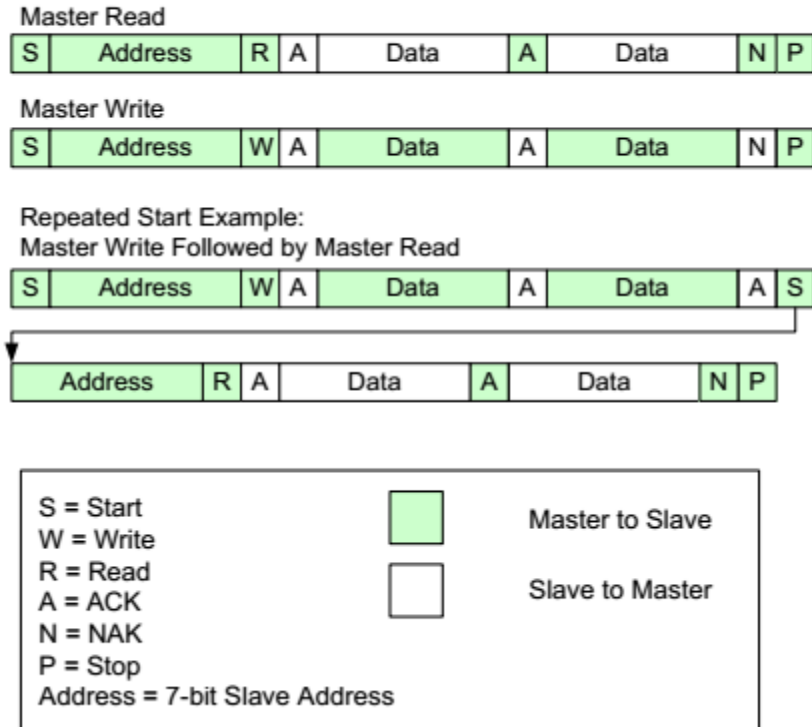 Master Read
S Address R A Data A Data N P
Master Write
S Address W A Data A Data N P
Repeated Start Example:
Master Write Followed by Master Read
S Address W A Data A Data A S
Address R A Data A Data N P
S = Start
W = Write
R = Read
A = ACK
N = NAK
P = Stop
Address = 7-bit Slave Address
Master to Slave
Slave to Master